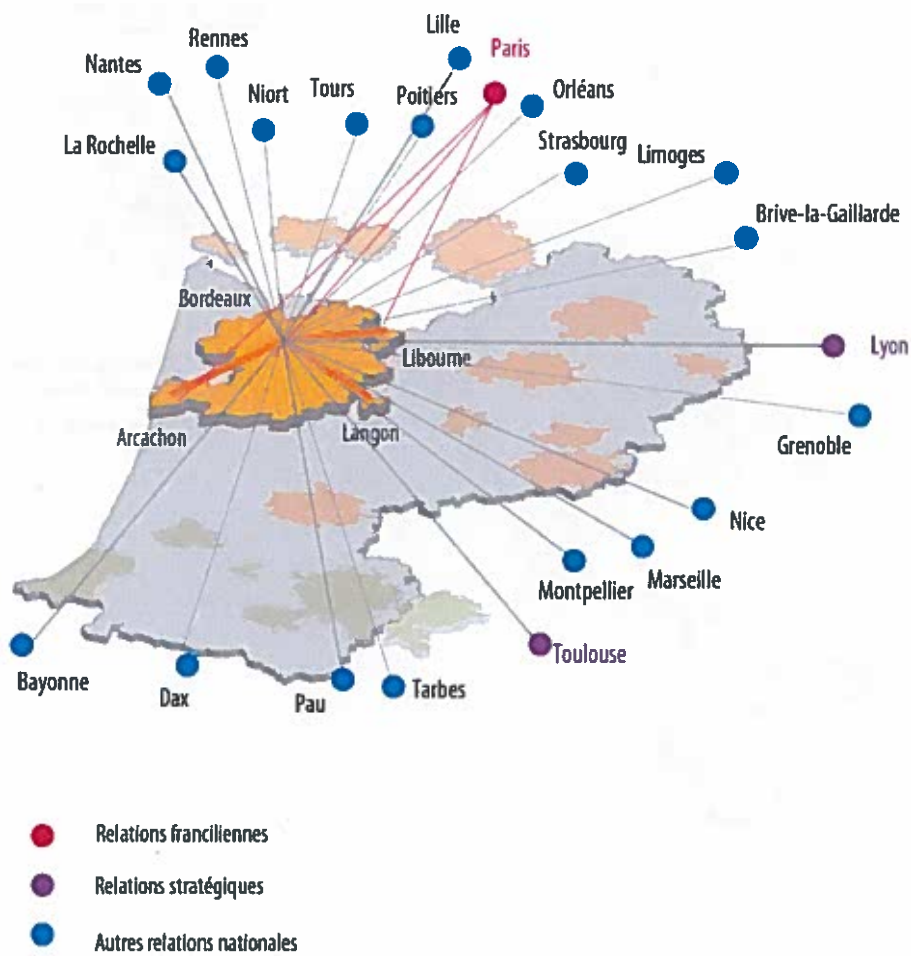 Lille
Rennes
Paris
Nantes
Niort
Tours
Poitiers
Orléans
La Rochelle
Strasbourg
Limoges
Brive-la-Gaillarde
Bordeaux
Libourne
Lyon
Arcachon
Langon
Grenoble
Nice
Montpellier
Marseille
Toulouse
Bayonne
Dax
Pau
Tarbes
Relations franciliennes
Relations stratégiques
Autres relations nationales